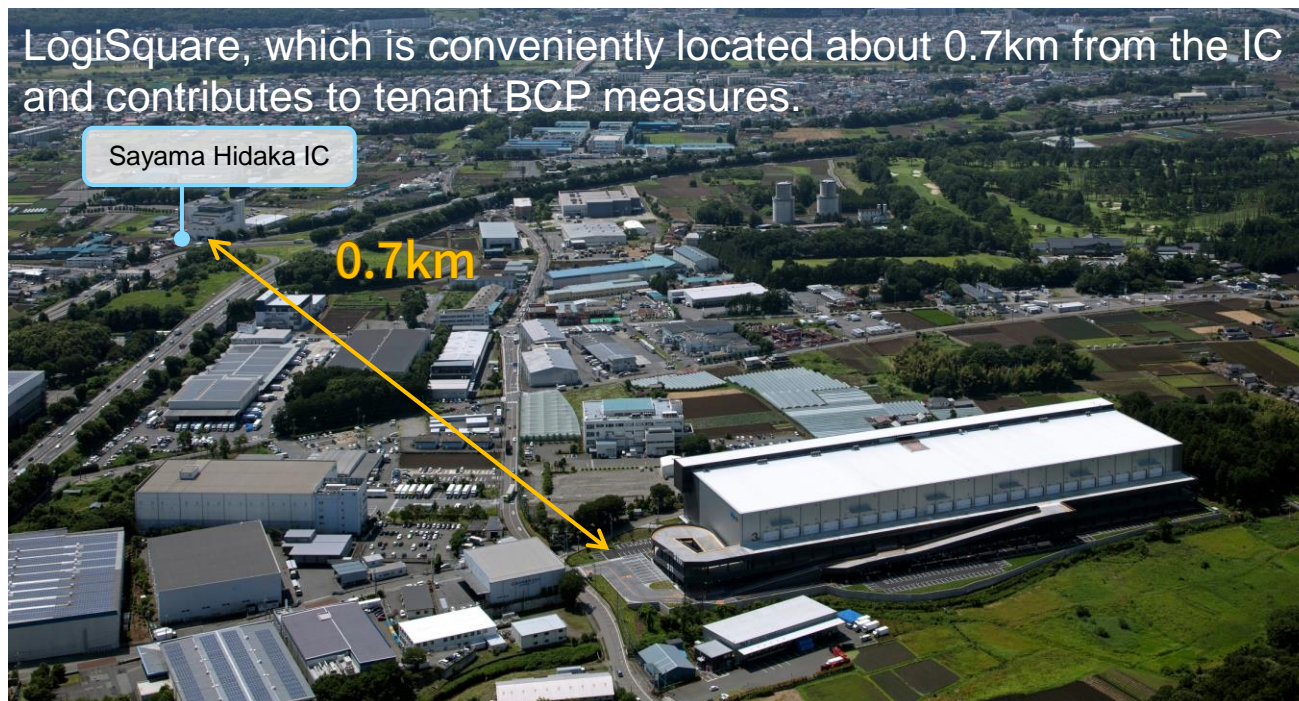 LogiSquare, which is conveniently located about 0.7km from the IC
and contributes to tenant BCP measures.
Sayama Hidaka IC
0.7km